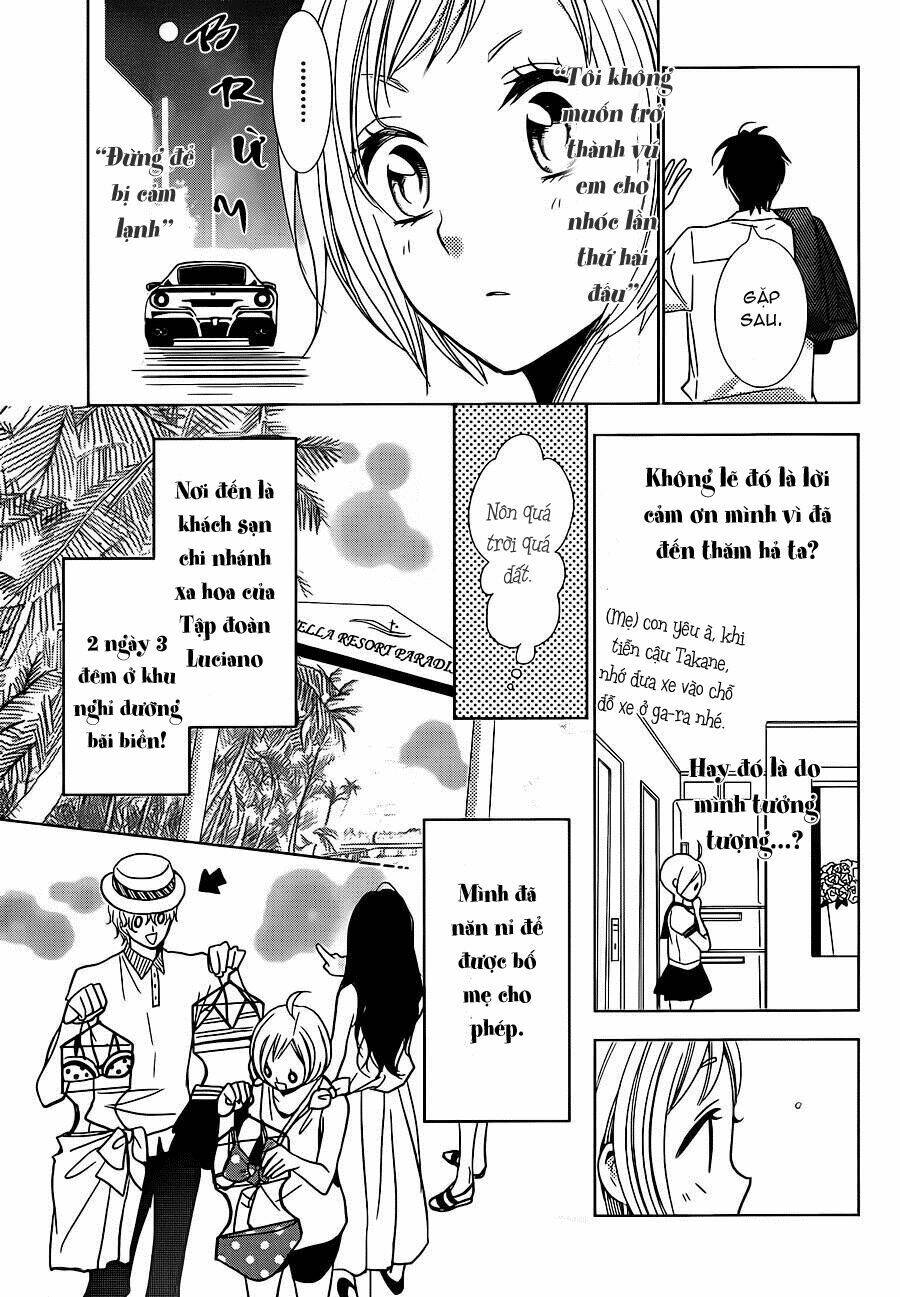 GẶP
SAU.
“Tôi không
muốn trở
thành vú
em cho
nhóc lần
thứ hai
đâu”
.........
BRỪM
“Đừng để
bị cảm
lạnh”
Không lẽ đó là lời
cảm ơn mình vì đã
đến thăm hả ta?
(Mẹ) con yêu à, khi
tiễn cậu Takane,
nhớ đưa xe vào chỗ
đỗ xe ở ga-ra nhé.
Hay đó là do
mình tưởng
tượng...?
Nôn quá
trời quá
đất.
Nơi đến là
khách sạn
chi nhánh
xa hoa của
Tập đoàn
Luciano
2 ngày 3
đêm ở khu
nghỉ dưỡng
bãi biển!
ELLA RESORT PARADI
Mình đã
năn nỉ để
được bố
mẹ cho
phép.